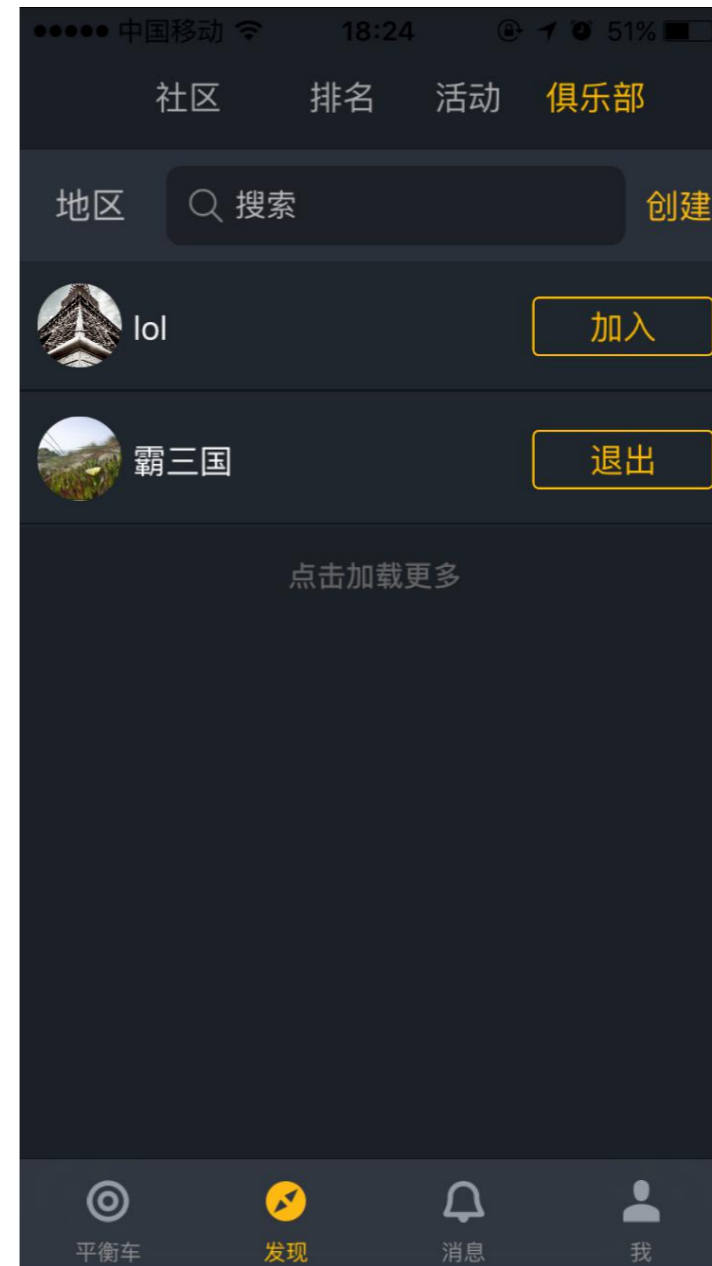 中国移动 18:24 51%
社区 排名 活动 俱乐部
地区 搜索 创建
lol 加入
霸三国 退出
点击加载更多
平衡车 发现 消息 我